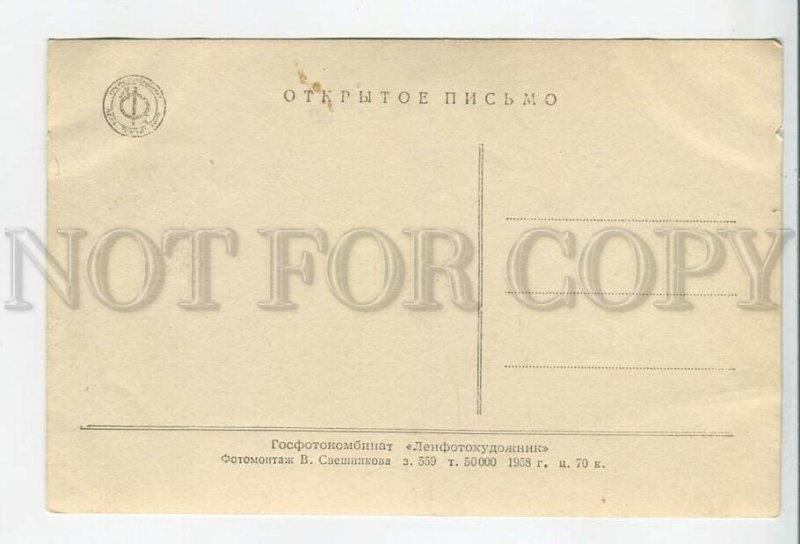 ОТКРЫТОЕ ПИСЬМО
NOT FOR COPY
Госфотокомбинат «Ленфотохудожник»
Фотомонтаж В. Свешникова з. 559 т. 50000 1958 г. ц. 70 к.